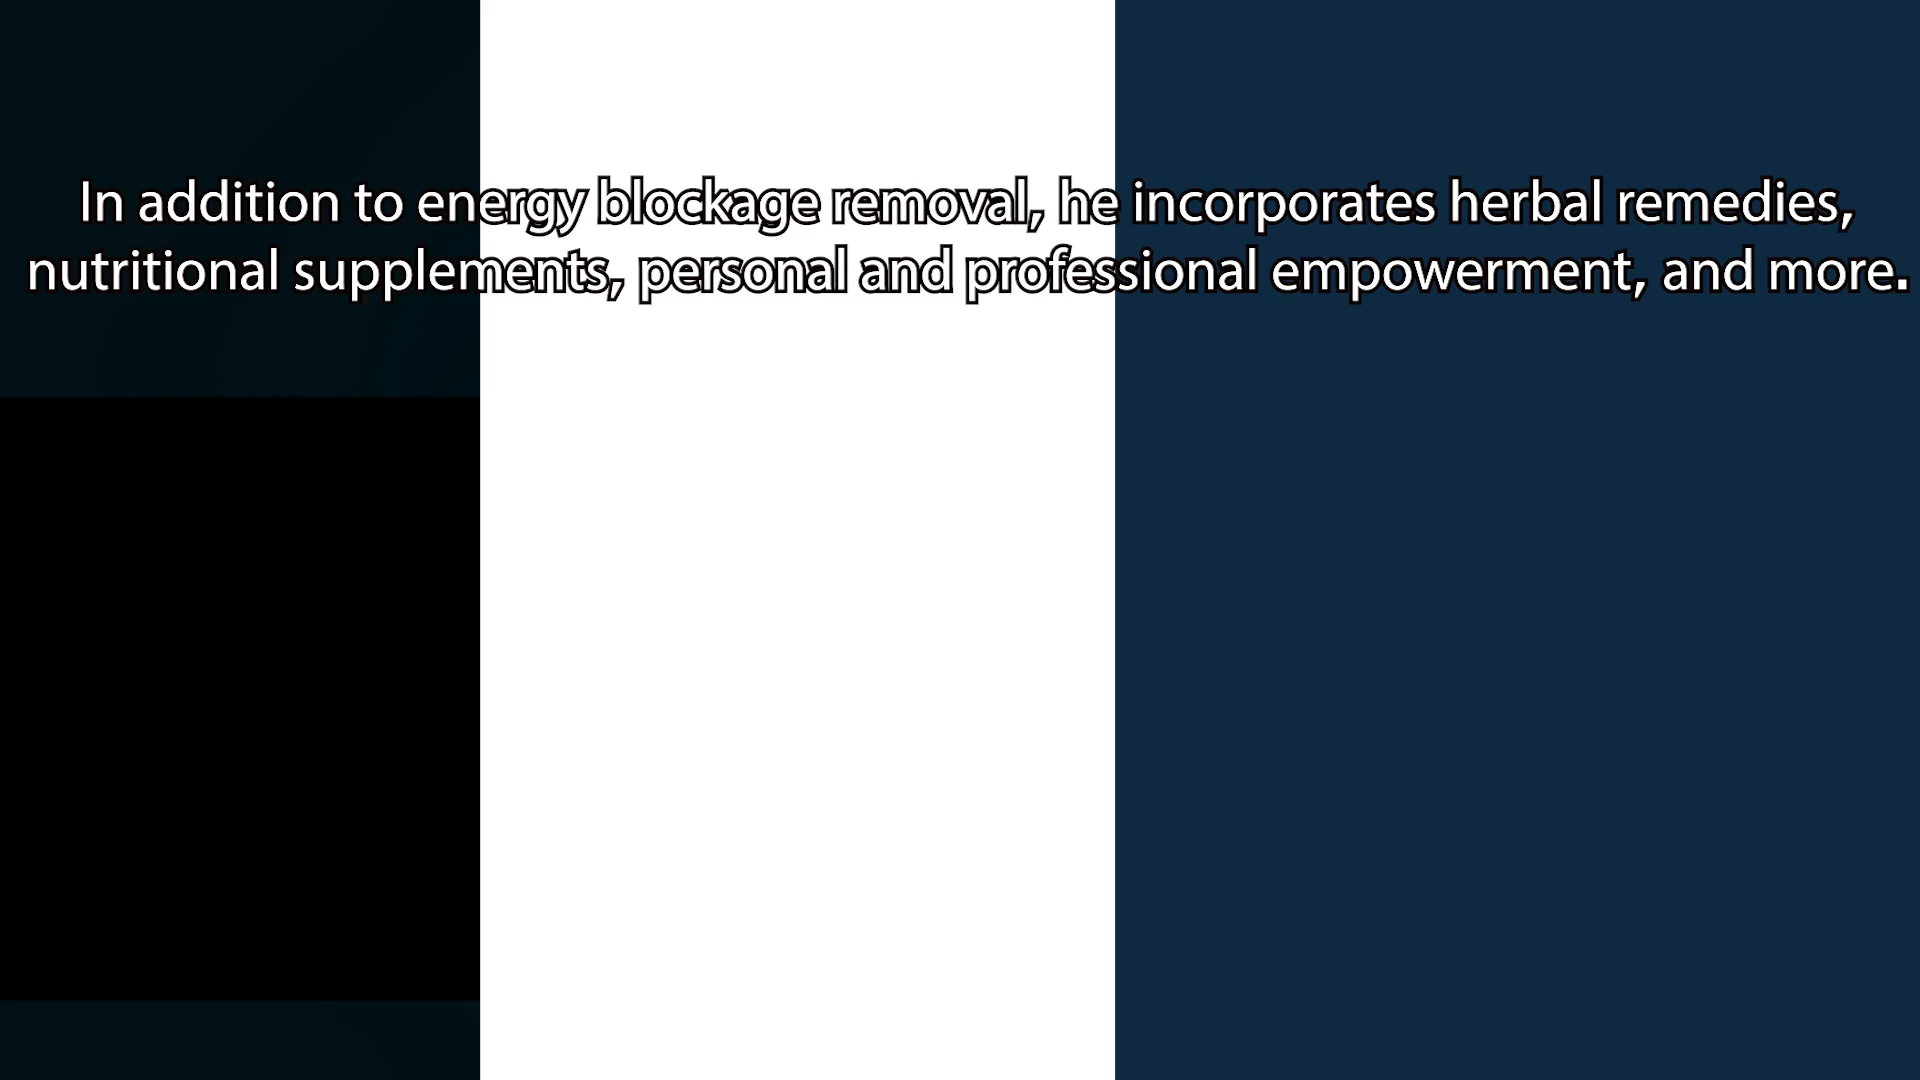 In addition to energy blockage removal, he incorporates herbal remedies,
nutritional supplements, personal and professional empowerment, and more.